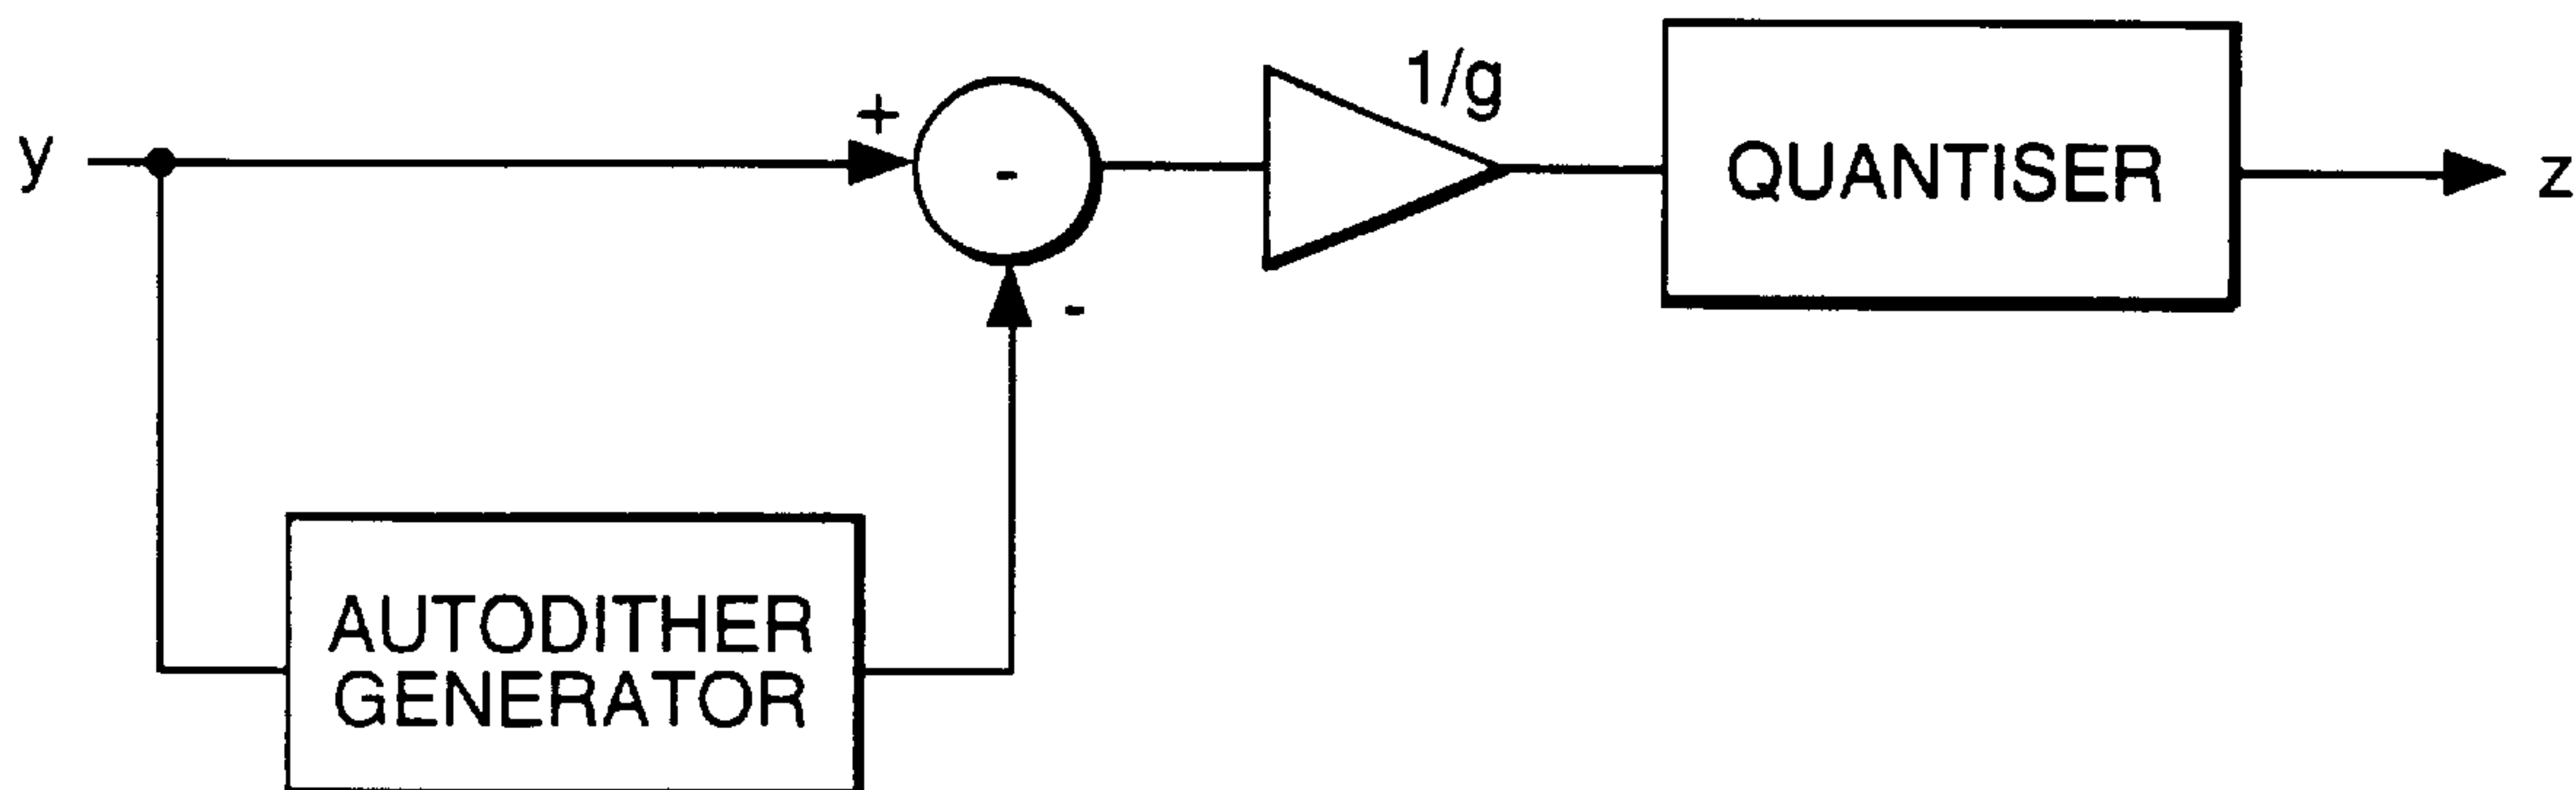 y
+
-
1/g
QUANTISER
z
-
AUTODITHER
GENERATOR